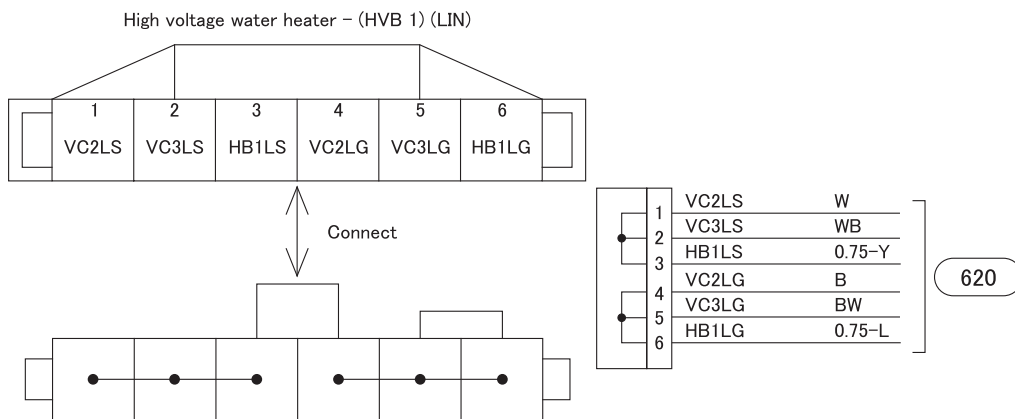 High voltage water heater - (HVB 1) (LIN)
1 2 3 4 5 6
VC2LS VC3LS HB1LS VC2LG VC3LG HB1LG
Connect
1 VC2LS W
2 VC3LS WB
3 HB1LS 0.75-Y
4 VC2LG B
5 VC3LG BW
6 HB1LG 0.75-L
620